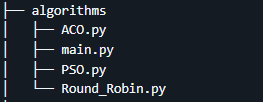 ├── algorithms
│   ├── ACO.py
│   ├── main.py
│   ├── PSO.py
│   └── Round_Robin.py